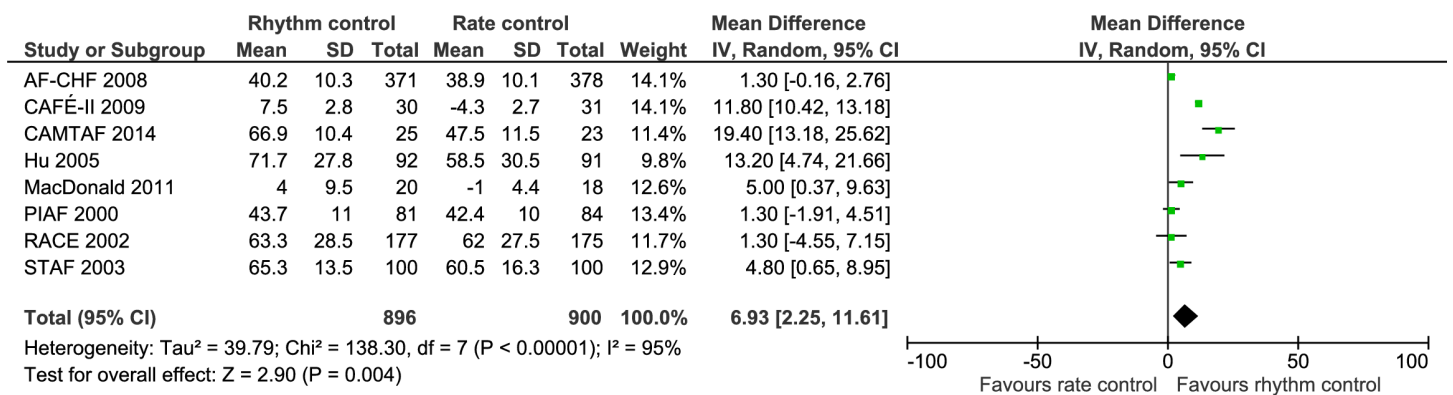 Rhythm control Rate control Mean Difference Mean Difference
Study or Subgroup Mean SD Total Mean SD Total Weight IV, Random, 95% CI IV, Random, 95% CI
AF-CHF 2008 40.2 10.3 371 38.9 10.1 378 14.1% 1.30 [-0.16, 2.76]
CAFÉ-II 2009 7.5 2.8 30 -4.3 2.7 31 14.1% 11.80 [10.42, 13.18]
CAMTAF 2014 66.9 10.4 25 47.5 11.5 23 11.4% 19.40 [13.18, 25.62]
Hu 2005 71.7 27.8 92 58.5 30.5 91 9.8% 13.20 [4.74, 21.66]
MacDonald 2011 4 9.5 20 -1 4.4 18 12.6% 5.00 [0.37, 9.63]
PIAF 2000 43.7 11 81 42.4 10 84 13.4% 1.30 [-1.91, 4.51]
RACE 2002 63.3 28.5 177 62 27.5 175 11.7% 1.30 [-4.55, 7.15]
STAF 2003 65.3 13.5 100 60.5 16.3 100 12.9% 4.80 [0.65, 8.95]
Total (95% CI) 896 900 100.0% 6.93 [2.25, 11.61]
Heterogeneity: Tau² = 39.79; Chi² = 138.30, df = 7 (P < 0.00001); I² = 95%
Test for overall effect: Z = 2.90 (P = 0.004)
-100 -50 0 50 100
Favours rate control Favours rhythm control